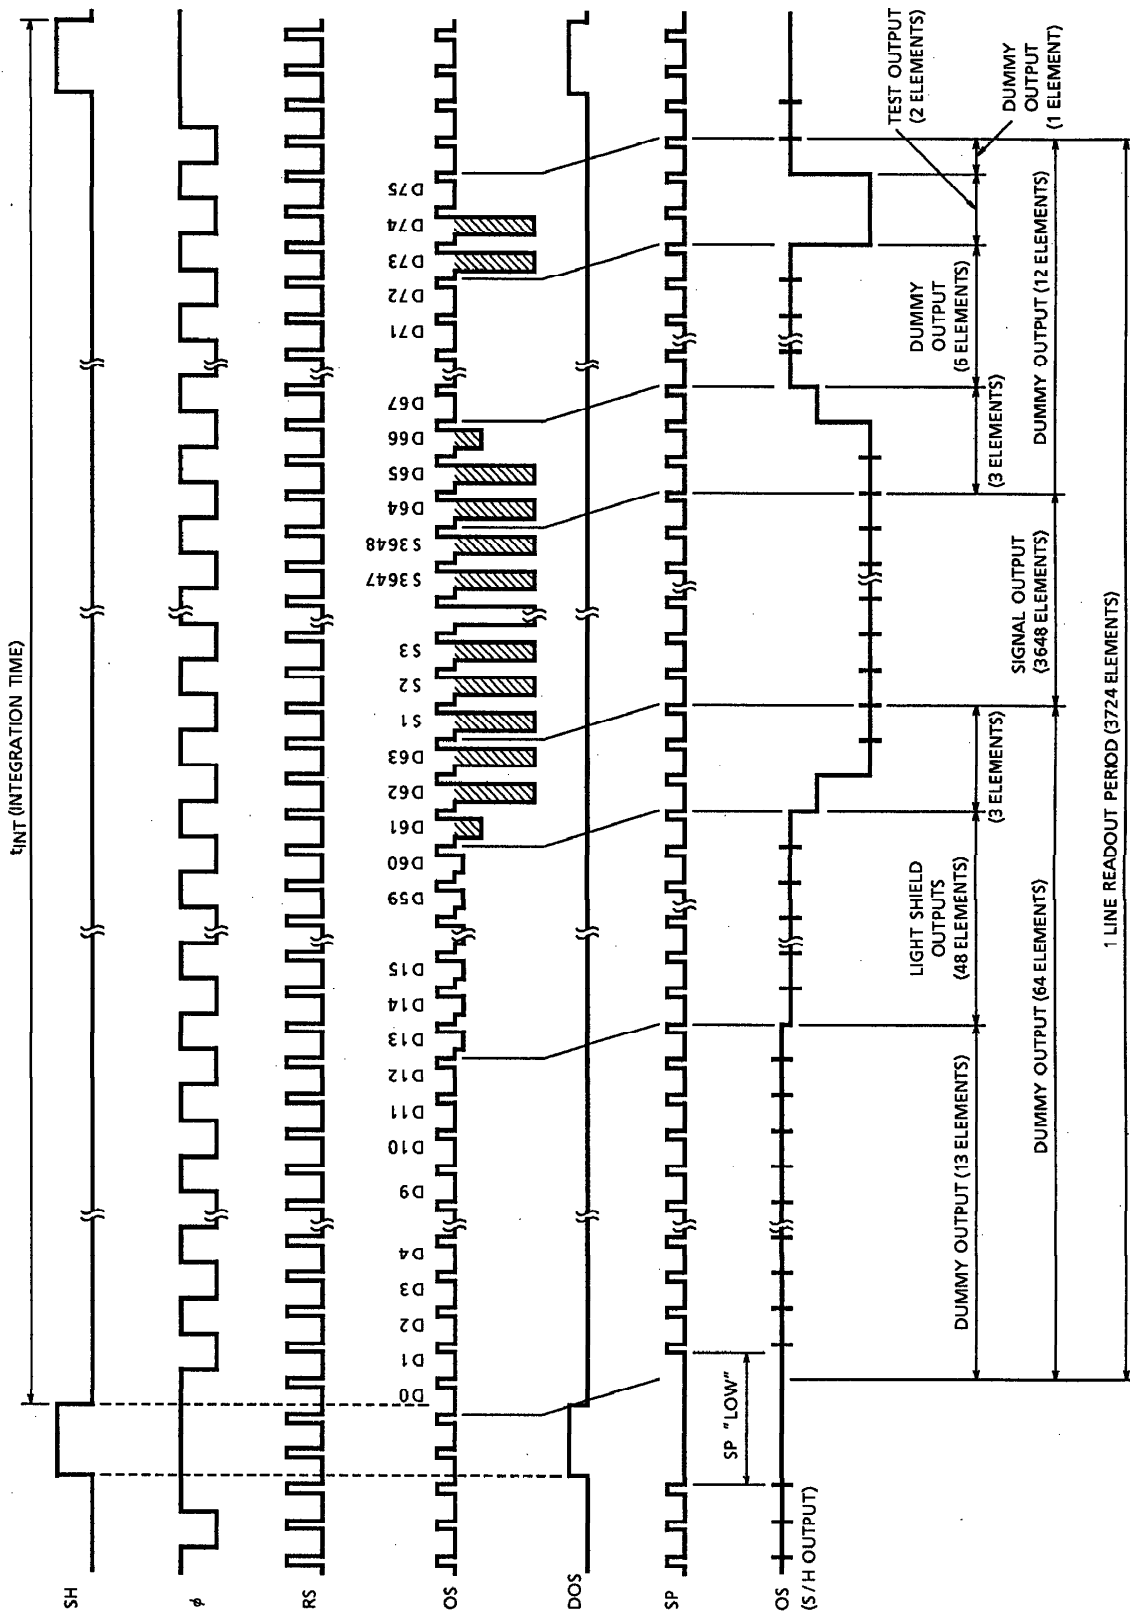 tINT (INTEGRATION TIME)
SH
φ
RS
D0 D1 D2 D3 D4 D9 D10 D11 D12 D13 D14 D15 D59 D60 D61 D62 D63 S1 S2 S3 S3647 S3648 D64 D65 D66 D67 D71 D72 D73 D74 D75
OS
DOS
SP
SP "LOW"
OS
(S/H OUTPUT)
TEST OUTPUT
(2 ELEMENTS)
LIGHT SHIELD
OUTPUTS
(48 ELEMENTS)
DUMMY
OUTPUT
(6 ELEMENTS)
DUMMY OUTPUT (13 ELEMENTS)
(3 ELEMENTS)
(3 ELEMENTS)
DUMMY
OUTPUT
(1 ELEMENT)
DUMMY OUTPUT (64 ELEMENTS)
SIGNAL OUTPUT
(3648 ELEMENTS)
DUMMY OUTPUT (12 ELEMENTS)
1 LINE READOUT PERIOD (3724 ELEMENTS)